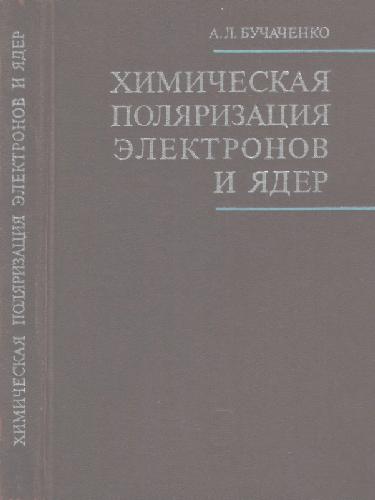 А. Л. БУЧАЧЕНКО
ХИМИЧЕСКАЯ
ПОЛЯРИЗАЦИЯ
ЭЛЕКТРОНОВ
И ЯДЕР
ХИМИЧЕСКАЯ ПОЛЯРИЗАЦИЯ ЭЛЕКТРОНОВ И ЯДЕР